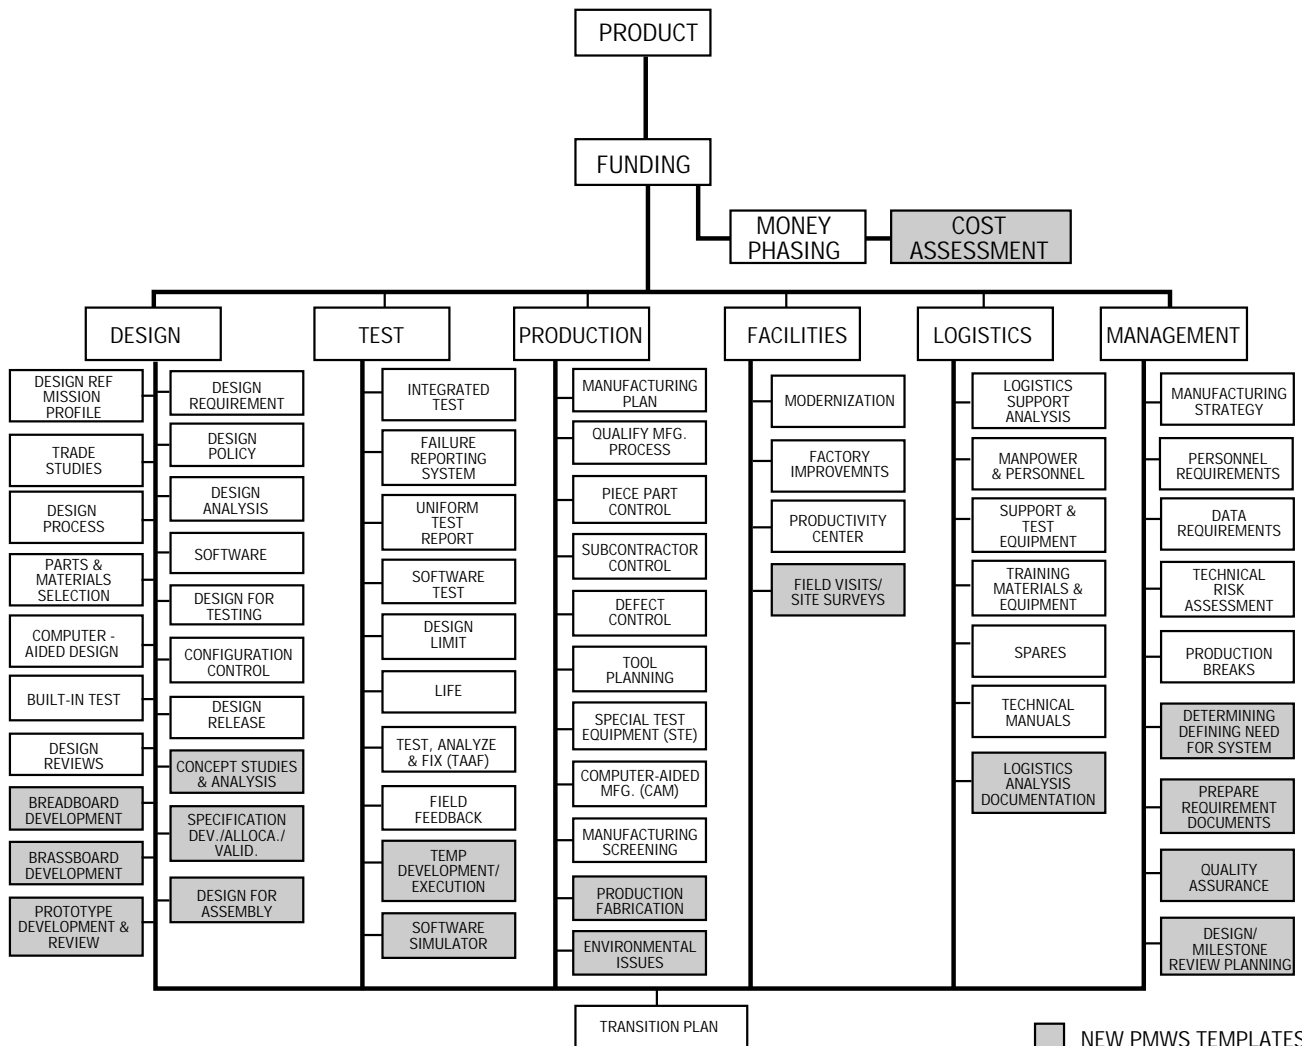 PRODUCT
FUNDING
MONEY
PHASING
COST
ASSESSMENT
DESIGN
TEST
PRODUCTION
FACILITIES
LOGISTICS
MANAGEMENT
DESIGN REF
MISSION
PROFILE
TRADE
STUDIES
DESIGN
PROCESS
PARTS &
MATERIALS
SELECTION
COMPUTER -
AIDED DESIGN
BUILT-IN TEST
DESIGN
REVIEWS
BREADBOARD
DEVELOPMENT
BRASSBOARD
DEVELOPMENT
PROTOTYPE
DEVELOPMENT &
REVIEW
DESIGN
REQUIREMENT
DESIGN
POLICY
DESIGN
ANALYSIS
SOFTWARE
DESIGN FOR
TESTING
CONFIGURATION
CONTROL
DESIGN
RELEASE
CONCEPT STUDIES
& ANALYSIS
SPECIFICATION
DEV./ALLOCA./
VALID.
DESIGN FOR
ASSEMBLY
INTEGRATED
TEST
FAILURE
REPORTING
SYSTEM
UNIFORM
TEST
REPORT
SOFTWARE
TEST
DESIGN
LIMIT
LIFE
TEST, ANALYZE
& FIX (TAAF)
FIELD
FEEDBACK
TEMP
DEVELOPMENT/
EXECUTION
SOFTWARE
SIMULATOR
MANUFACTURING
PLAN
QUALIFY MFG.
PROCESS
PIECE PART
CONTROL
SUBCONTRACTOR
CONTROL
DEFECT
CONTROL
TOOL
PLANNING
SPECIAL TEST
EQUIPMENT (STE)
COMPUTER-AIDED
MFG. (CAM)
MANUFACTURING
SCREENING
PRODUCTION
FABRICATION
ENVIRONMENTAL
ISSUES
MODERNIZATION
FACTORY
IMPROVEMNTS
PRODUCTIVITY
CENTER
FIELD VISITS/
SITE SURVEYS
LOGISTICS
SUPPORT
ANALYSIS
MANPOWER
& PERSONNEL
SUPPORT &
TEST
EQUIPMENT
TRAINING
MATERIALS &
EQUIPMENT
SPARES
TECHNICAL
MANUALS
LOGISTICS
ANALYSIS
DOCUMENTATION
MANUFACTURING
STRATEGY
PERSONNEL
REQUIREMENTS
DATA
REQUIREMENTS
TECHNICAL
RISK
ASSESSMENT
PRODUCTION
BREAKS
DETERMINING
DEFINING NEED
FOR SYSTEM
PREPARE
REQUIREMENT
DOCUMENTS
QUALITY
ASSURANCE
DESIGN/
MILESTONE
REVIEW PLANNING
TRANSITION PLAN
NEW PMWS TEMPLATES